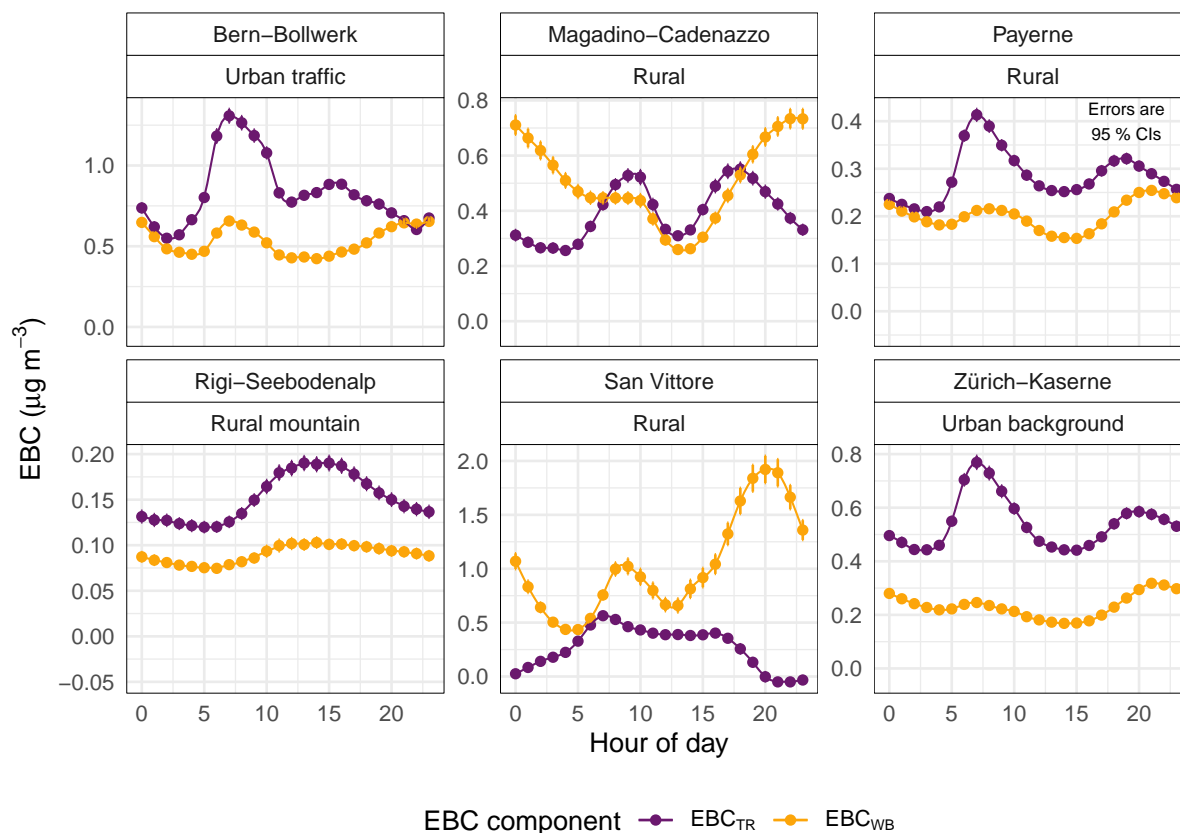 Bern−Bollwerk
Urban traffic
Magadino−Cadenazzo
Rural
Payerne
Rural
Errors are
95 % CIs
0.0
0.5
1.0
0.0
0.2
0.4
0.6
0.8
0.0
0.1
0.2
0.3
0.4
EBC (μg m−3)
Rigi−Seebodenalp
Rural mountain
San Vittore
Rural
Zürich−Kaserne
Urban background
−0.05
0.00
0.05
0.10
0.15
0.20
0.0
0.5
1.0
1.5
2.0
0.0
0.2
0.4
0.6
0.8
0 5 10 15 20
0 5 10 15 20
0 5 10 15 20
Hour of day
EBC component EBCTR EBCWB